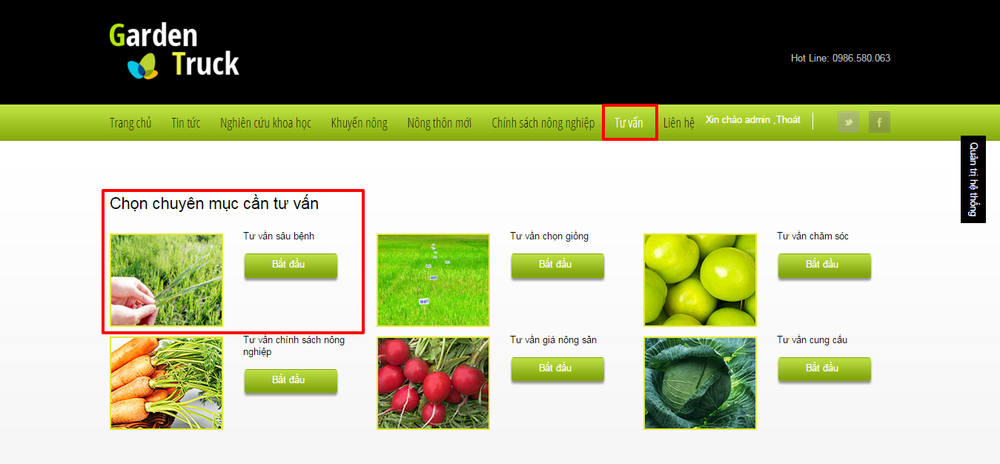 Garden
Truck
Hot Line: 0986.580.063
Trang chủ Tin tức Nghiên cứu khoa học Khuyến nông Nông thôn mới Chính sách nông nghiệp Tư vấn Liên hệ Xin chào admin ,Thoát
Quản trị hệ thống
Chọn chuyên mục cần tư vấn
Tư vấn sâu bệnh
Bắt đầu
Tư vấn chọn giống
Bắt đầu
Tư vấn chăm sóc
Bắt đầu
Tư vấn chính sách nông
nghiệp
Bắt đầu
Tư vấn giá nông sản
Bắt đầu
Tư vấn cung cầu
Bắt đầu